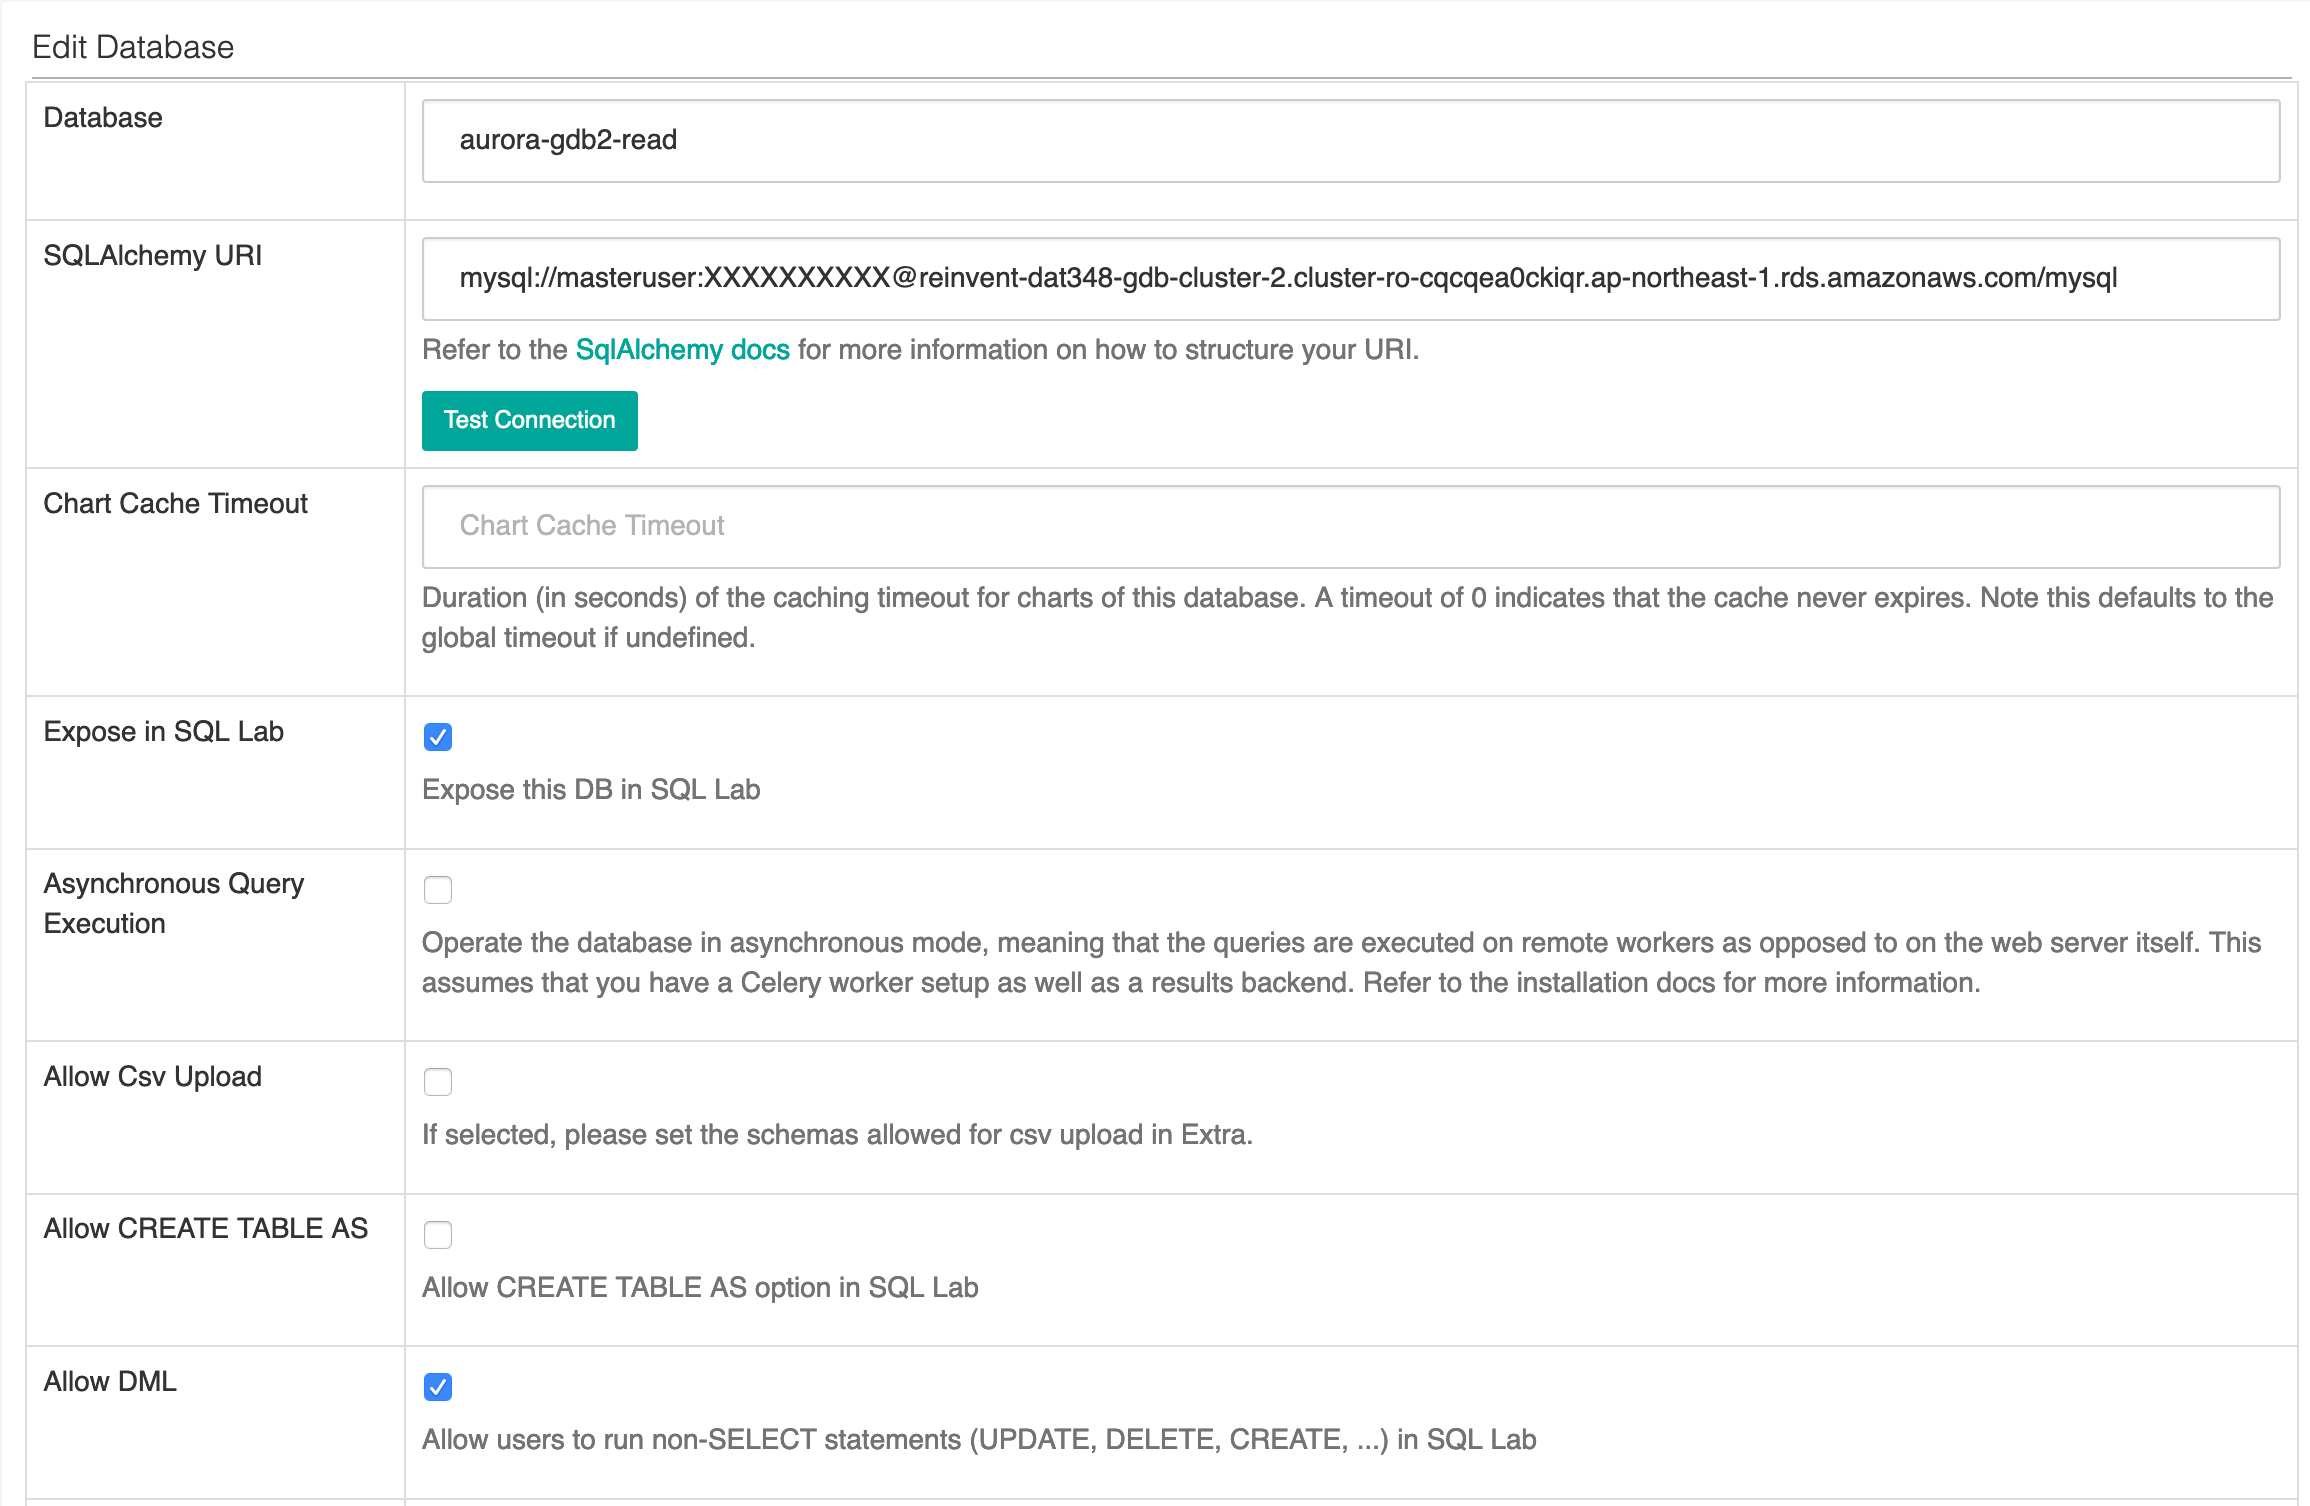 Edit Database
Database
aurora-gdb2-read
SQLAlchemy URI
mysql://masteruser:XXXXXXXXXX@reinvent-dat348-gdb-cluster-2.cluster-ro-cqcqea0ckiqr.ap-northeast-1.rds.amazonaws.com/mysql
Refer to the SqlAlchemy docs for more information on how to structure your URI.
Test Connection
Chart Cache Timeout
Chart Cache Timeout
Duration (in seconds) of the caching timeout for charts of this database. A timeout of 0 indicates that the cache never expires. Note this defaults to the
global timeout if undefined.
Expose in SQL Lab
Expose this DB in SQL Lab
Asynchronous Query
Execution
Operate the database in asynchronous mode, meaning that the queries are executed on remote workers as opposed to on the web server itself. This
assumes that you have a Celery worker setup as well as a results backend. Refer to the installation docs for more information.
Allow Csv Upload
If selected, please set the schemas allowed for csv upload in Extra.
Allow CREATE TABLE AS
Allow CREATE TABLE AS option in SQL Lab
Allow DML
Allow users to run non-SELECT statements (UPDATE, DELETE, CREATE, ...) in SQL Lab